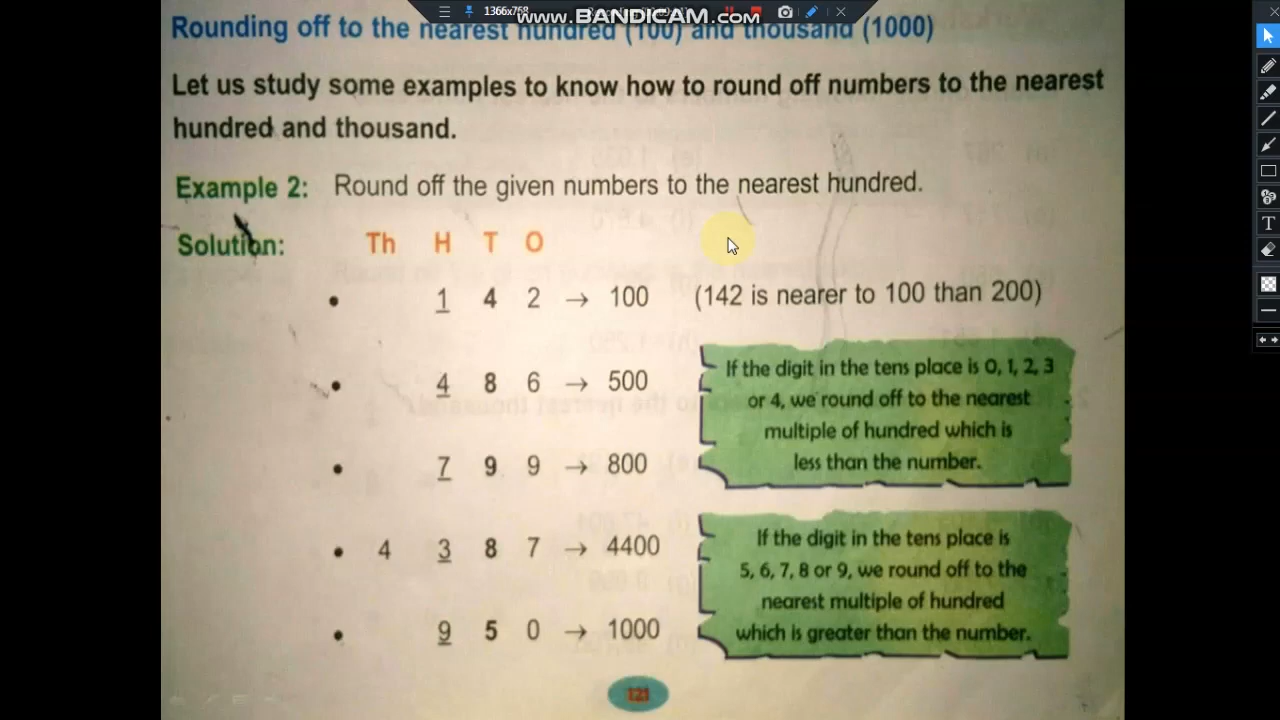 1366x768
www.BANDICAM.com
Rounding off to the nearest hundred (100) and thousand (1000)
Let us study some examples to know how to round off numbers to the nearest
hundred and thousand.
Example 2: Round off the given numbers to the nearest hundred.
Solution: Th H T O
• 1 4 2 → 100 (142 is nearer to 100 than 200)
• 4 8 6 → 500
• 7 9 9 → 800
• 4 3 8 7 → 4400
• 9 5 0 → 1000
If the digit in the tens place is 0, 1, 2, 3
or 4, we round off to the nearest
multiple of hundred which is
less than the number.
If the digit in the tens place is
5, 6, 7, 8 or 9, we round off to the
nearest multiple of hundred
which is greater than the number.
121